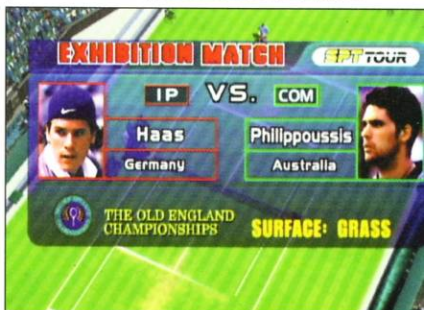 EXHIBITION MATCH
SPT TOUR
1P VS. COM
Haas
Philippoussis
Germany
Australia
THE OLD ENGLAND
CHAMPIONSHIPS
SURFACE: GRASS